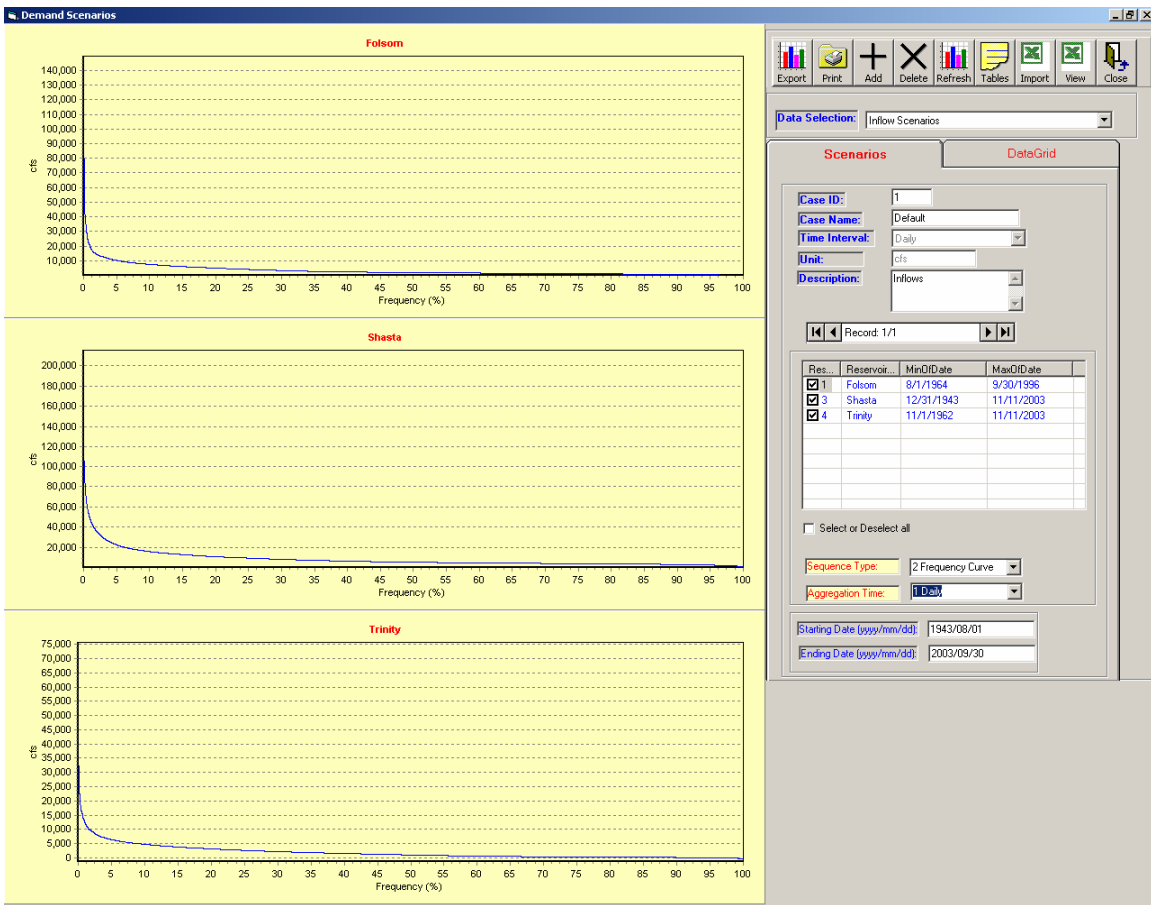 Demand Scenarios
Folsom
140,000
130,000
120,000
110,000
100,000
90,000
80,000
70,000
60,000
50,000
40,000
30,000
20,000
10,000
cfs
0 5 10 15 20 25 30 35 40 45 50 55 60 65 70 75 80 85 90 95 100
Frequency (%)
Shasta
200,000
180,000
160,000
140,000
120,000
100,000
80,000
60,000
40,000
20,000
cfs
0 5 10 15 20 25 30 35 40 45 50 55 60 65 70 75 80 85 90 95 100
Frequency (%)
Trinity
75,000
70,000
65,000
60,000
55,000
50,000
45,000
40,000
35,000
30,000
25,000
20,000
15,000
10,000
5,000
0
cfs
0 5 10 15 20 25 30 35 40 45 50 55 60 65 70 75 80 85 90 95 100
Frequency (%)
Export Print Add Delete Refresh Tables Import View Close
Data Selection: Inflow Scenarios
Scenarios DataGrid
Case ID: 1
Case Name: Default
Time Interval: Daily
Unit: cfs
Description: Inflows
Record: 1/1
Res... Reservoir... MinOfDate MaxOfDate
1 Folsom 8/1/1964 9/30/1996
3 Shasta 12/31/1943 11/11/2003
4 Trinity 11/1/1962 11/11/2003
Select or Deselect all
Sequence Type: 2 Frequency Curve
Aggregation Time: 1 Daily
Starting Date (yyyy/mm/dd): 1943/08/01
Ending Date (yyyy/mm/dd): 2003/09/30